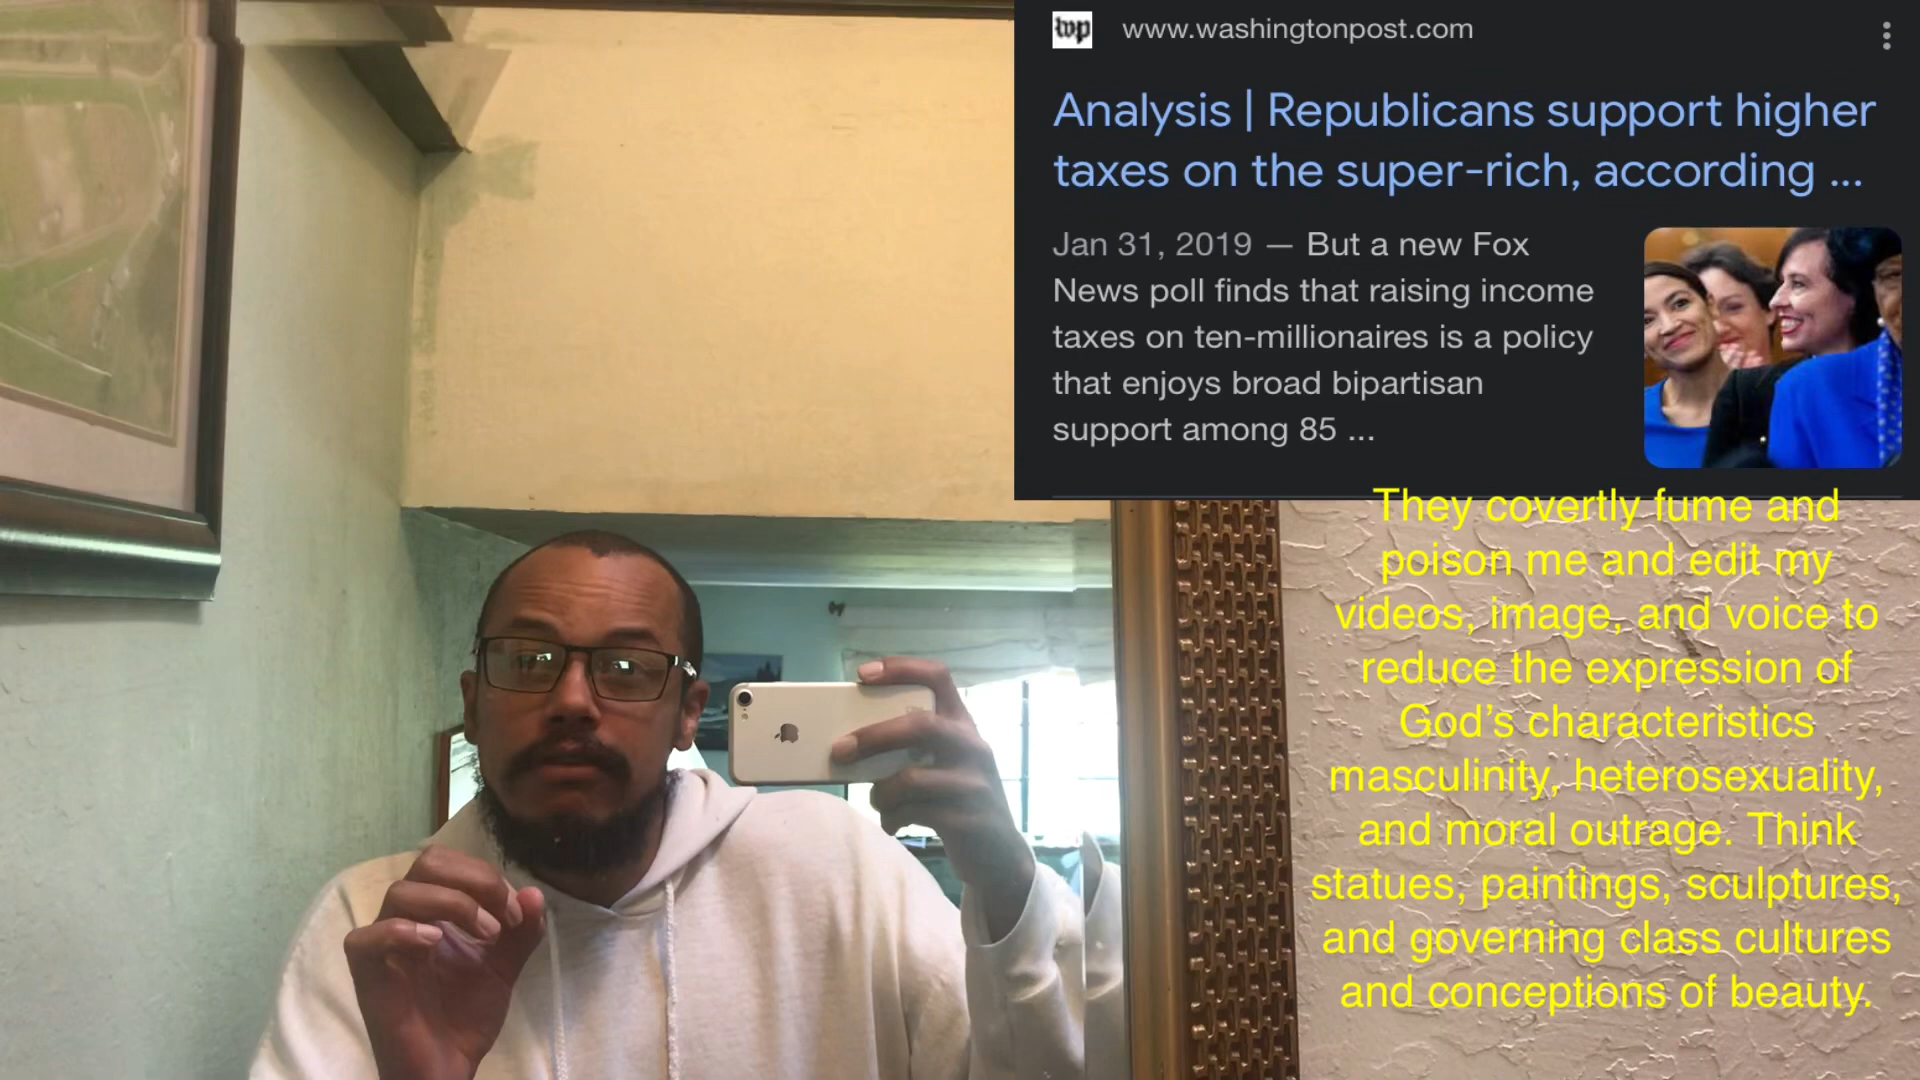 wp www.washingtonpost.com
Analysis | Republicans support higher
taxes on the super-rich, according ...
Jan 31, 2019 — But a new Fox
News poll finds that raising income
taxes on ten-millionaires is a policy
that enjoys broad bipartisan
support among 85 ...
They covertly fume and
poison me and edit my
videos, image, and voice to
reduce the expression of
God’s characteristics
masculinity, heterosexuality,
and moral outrage. Think
statues, paintings, sculptures,
and governing class cultures
and conceptions of beauty.